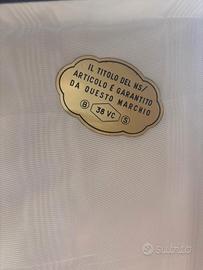 IL TITOLO DEL NS/
ARTICOLO È GARANTITO
DA QUESTO MARCHIO
B 38 VC S
subito